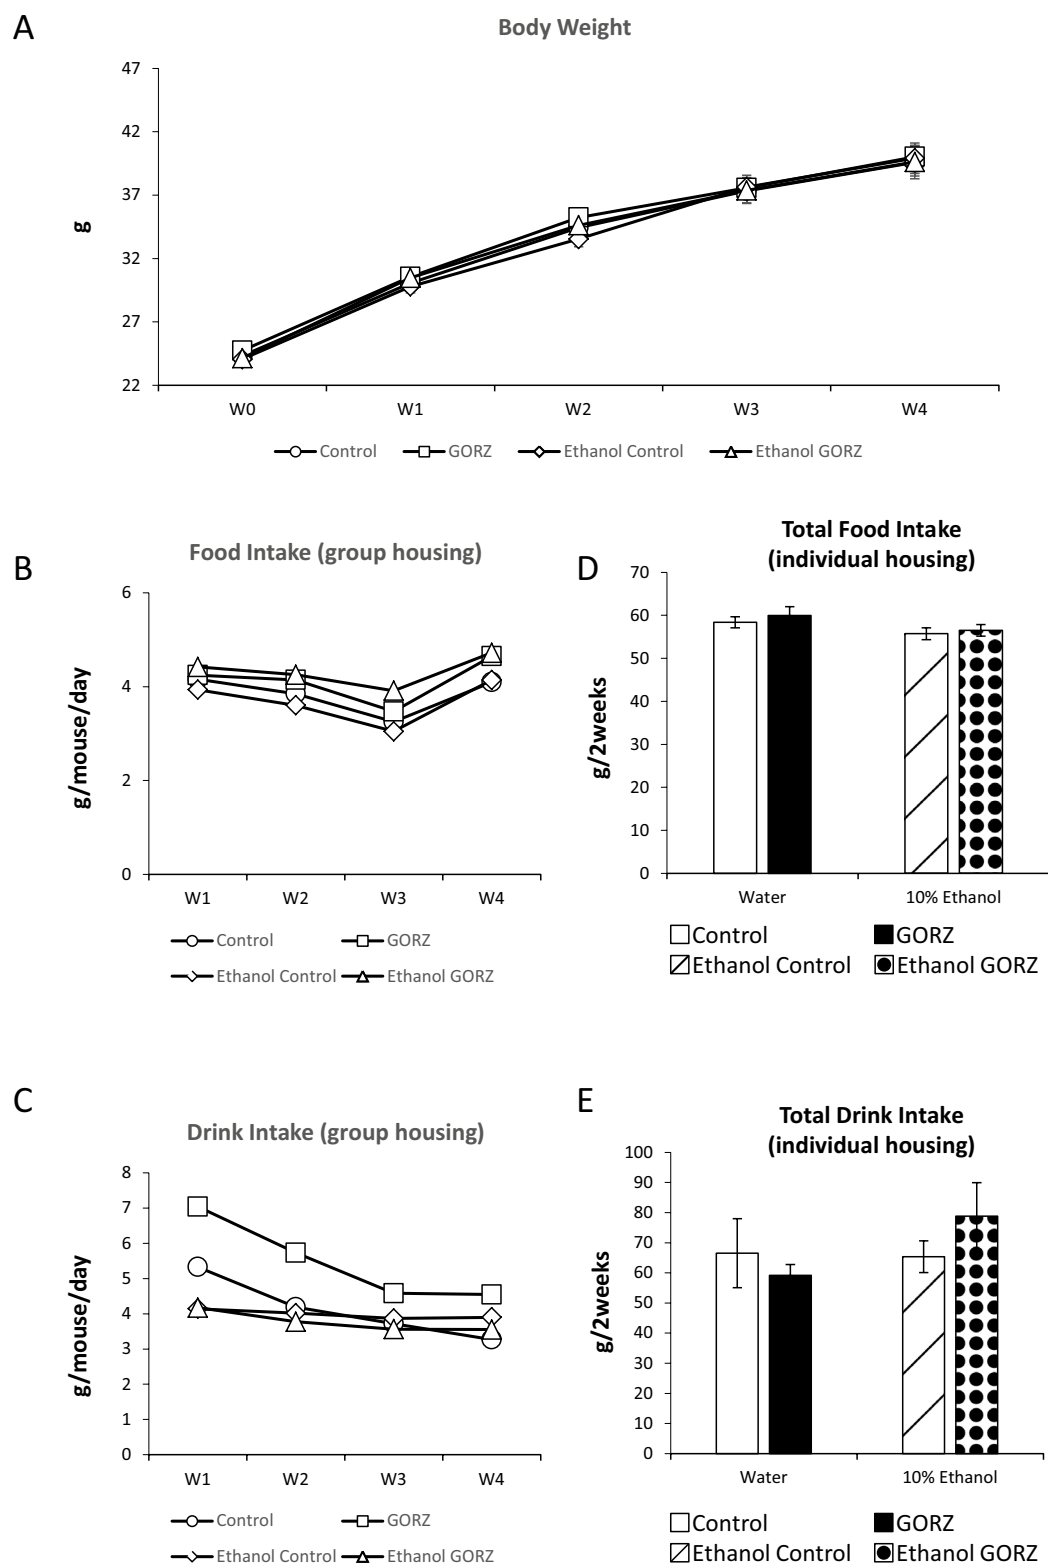 A
Body Weight
47
42
37
32
27
22
g
W0 W1 W2 W3 W4
Control GORZ Ethanol Control Ethanol GORZ
B
Food Intake (group housing)
6
4
2
0
g/mouse/day
W1 W2 W3 W4
Control GORZ
Ethanol Control Ethanol GORZ
D
Total Food Intake
(individual housing)
70
60
50
40
30
20
10
0
g/2weeks
Water 10% Ethanol
Control GORZ
Ethanol Control Ethanol GORZ
C
Drink Intake (group housing)
8
7
6
5
4
3
2
1
0
g/mouse/day
W1 W2 W3 W4
Control GORZ
Ethanol Control Ethanol GORZ
E
Total Drink Intake
(individual housing)
100
90
80
70
60
50
40
30
20
10
0
g/2weeks
Water 10% Ethanol
Control GORZ
Ethanol Control Ethanol GORZ